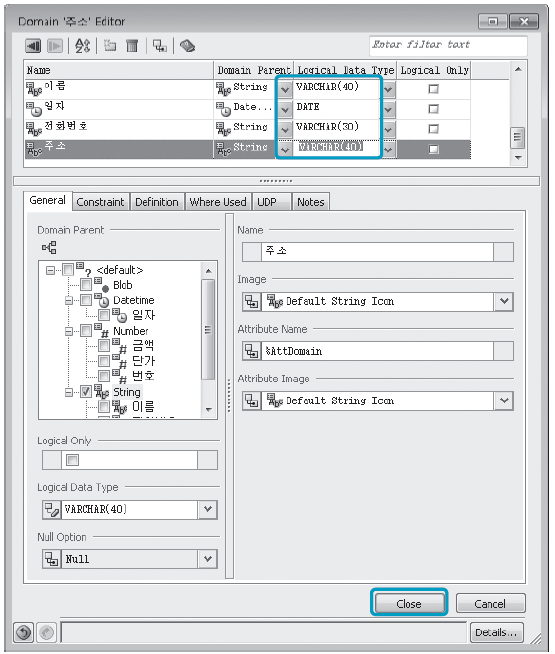 Domain '주소' Editor
Enter filter text
Name Domain Parent Logical Data Type Logical Only
이름 String VARCHAR(40)
일자 Date... DATE
전화번호 String VARCHAR(30)
주소 String VARCHAR(40)
General Constraint Definition Where Used UDP Notes
Domain Parent
<default>
Blob
Datetime
일자
Number
금액
단가
번호
String
이름
Logical Only
Logical Data Type
VARCHAR(40)
Null Option
Null
Name
주소
Image
Default String Icon
Attribute Name
%AttDomain
Attribute Image
Default String Icon
Close Cancel
Details...